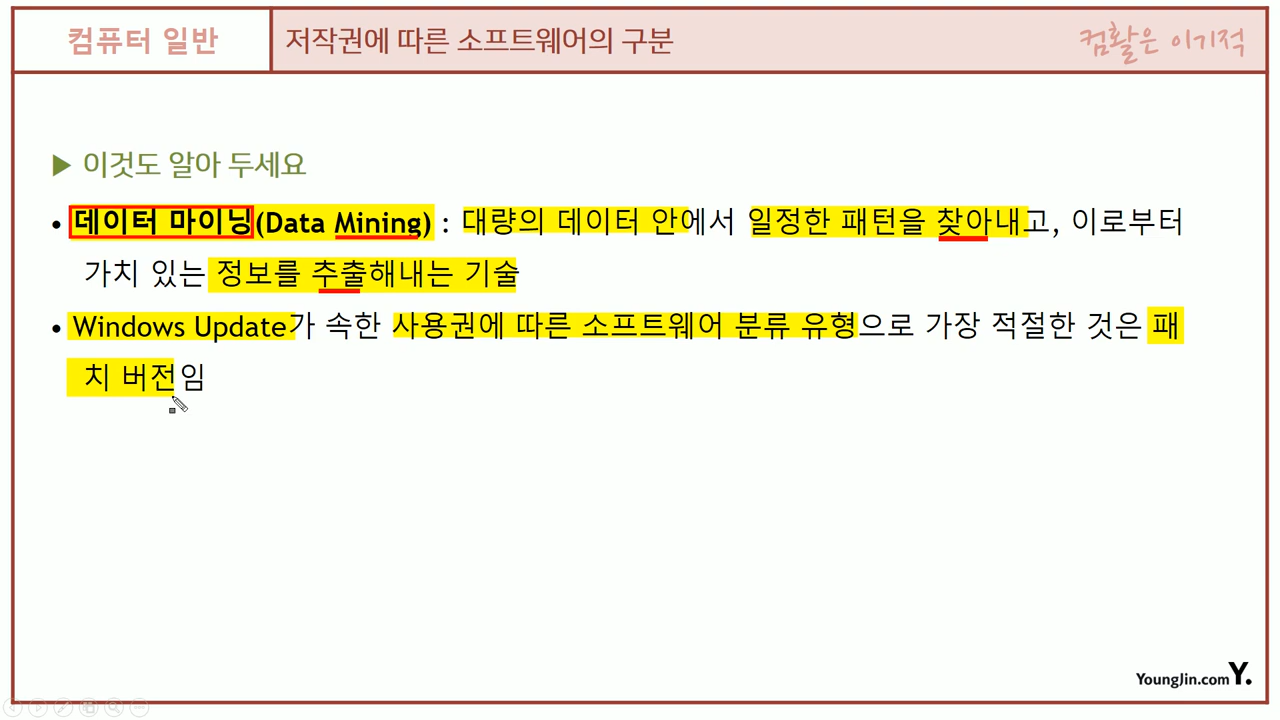 컴퓨터 일반
저작권에 따른 소프트웨어의 구분
컴활은 이기적
▶ 이것도 알아 두세요
• 데이터 마이닝(Data Mining) : 대량의 데이터 안에서 일정한 패턴을 찾아내고, 이로부터
가치 있는 정보를 추출해내는 기술
• Windows Update가 속한 사용권에 따른 소프트웨어 분류 유형으로 가장 적절한 것은 패
치 버전임
YoungJin.com Y.